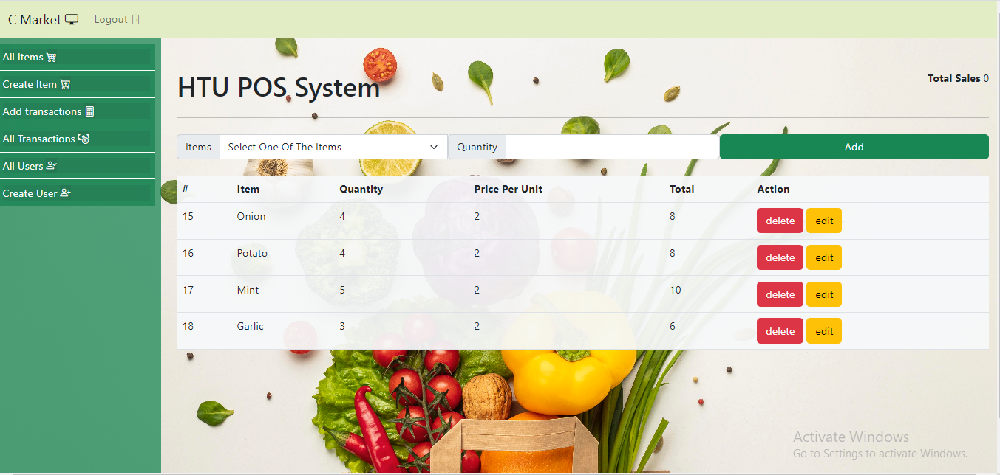 C Market Logout
All Items
Create Item
Add transactions
All Transactions
All Users
Create User
HTU POS System
Total Sales 0
Items Select One Of The Items Quantity Add
# Item Quantity Price Per Unit Total Action
15 Onion 4 2 8 delete edit
16 Potato 4 2 8 delete edit
17 Mint 5 2 10 delete edit
18 Garlic 3 2 6 delete edit
Activate Windows
Go to Settings to activate Windows.